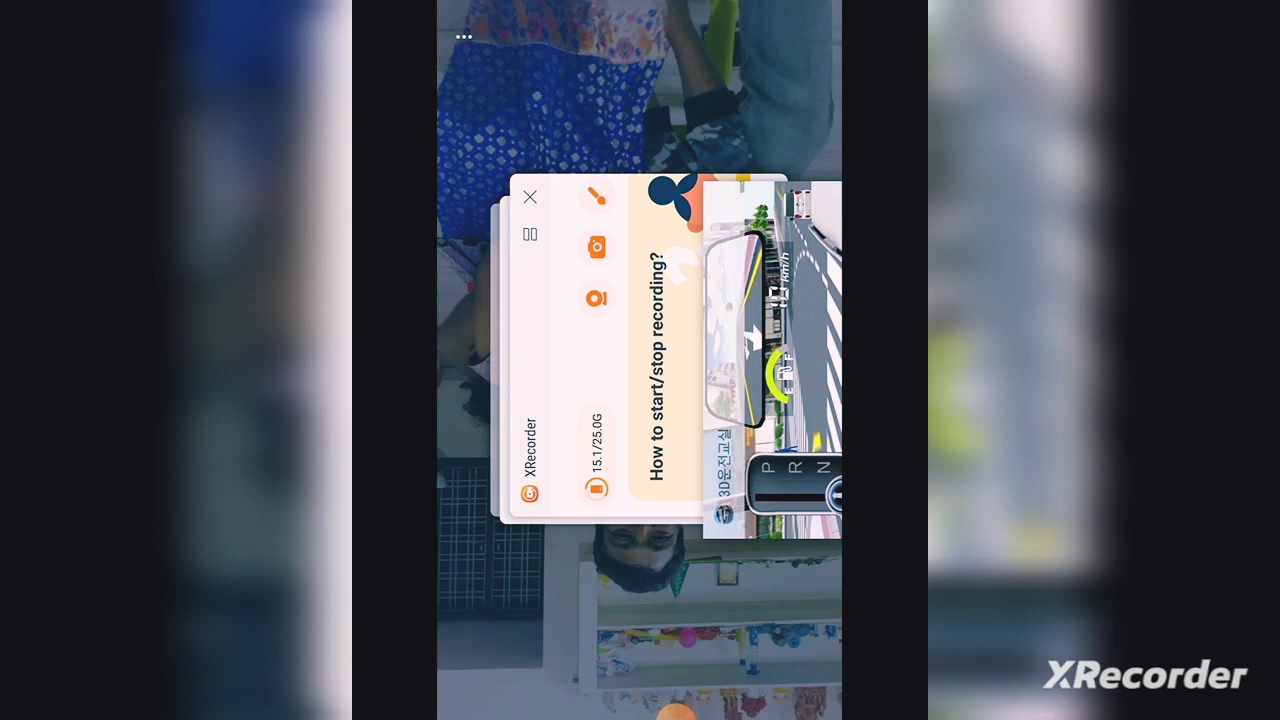 XRecorder
15.1/25.0G
How to start/stop recording?
3D운전교실
km/h
E F
P
R
N
XRecorder